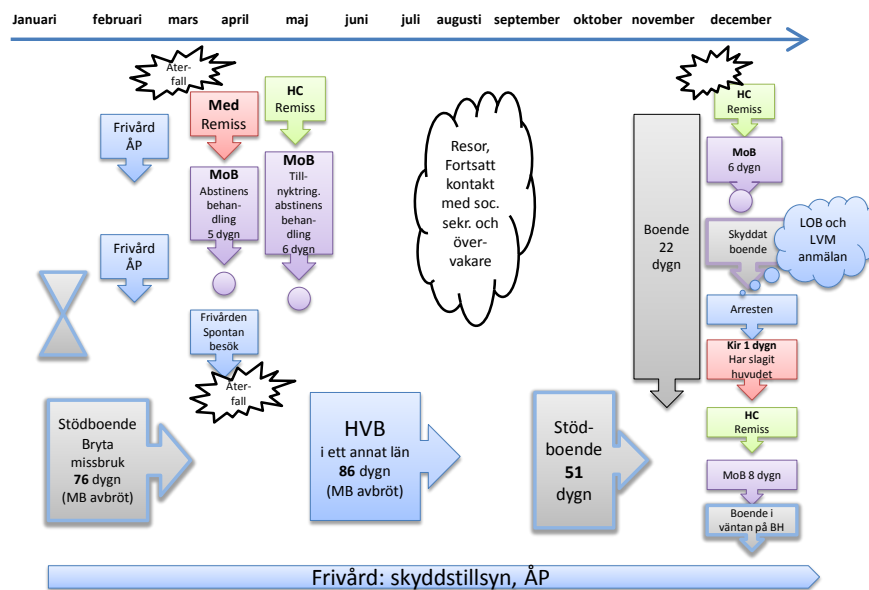 Januari februari mars april maj juni juli augusti september oktober november december
Åter-
fall
Frivård
ÅP
Med
Remiss
HC
Remiss
MoB
Abstinens
behand-
ling
5 dygn
MoB
Till-
nyktring.
abstinens
behan-
dling
6 dygn
Frivård
ÅP
Frivården
Spontan
besök
Åter-
fall
Resor,
Fortsatt
kontakt
med soc.
sekr. och
över-
vakare
Boende
22
dygn
HC
Remiss
MoB
6 dygn
Skyddat
boende
LOB och
LVM
anmälan
Arresten
Kir 1 dygn
Har slagit
huvudet
HC
Remiss
MoB 8 dygn
Boende i
väntan på BH
Stödboende
Bryta
missbruk
76 dygn
(MB avbröt)
HVB
i ett annat län
86 dygn
(MB avbröt)
Stöd-
boende
51
dygn
Frivård: skyddstillsyn, ÅP